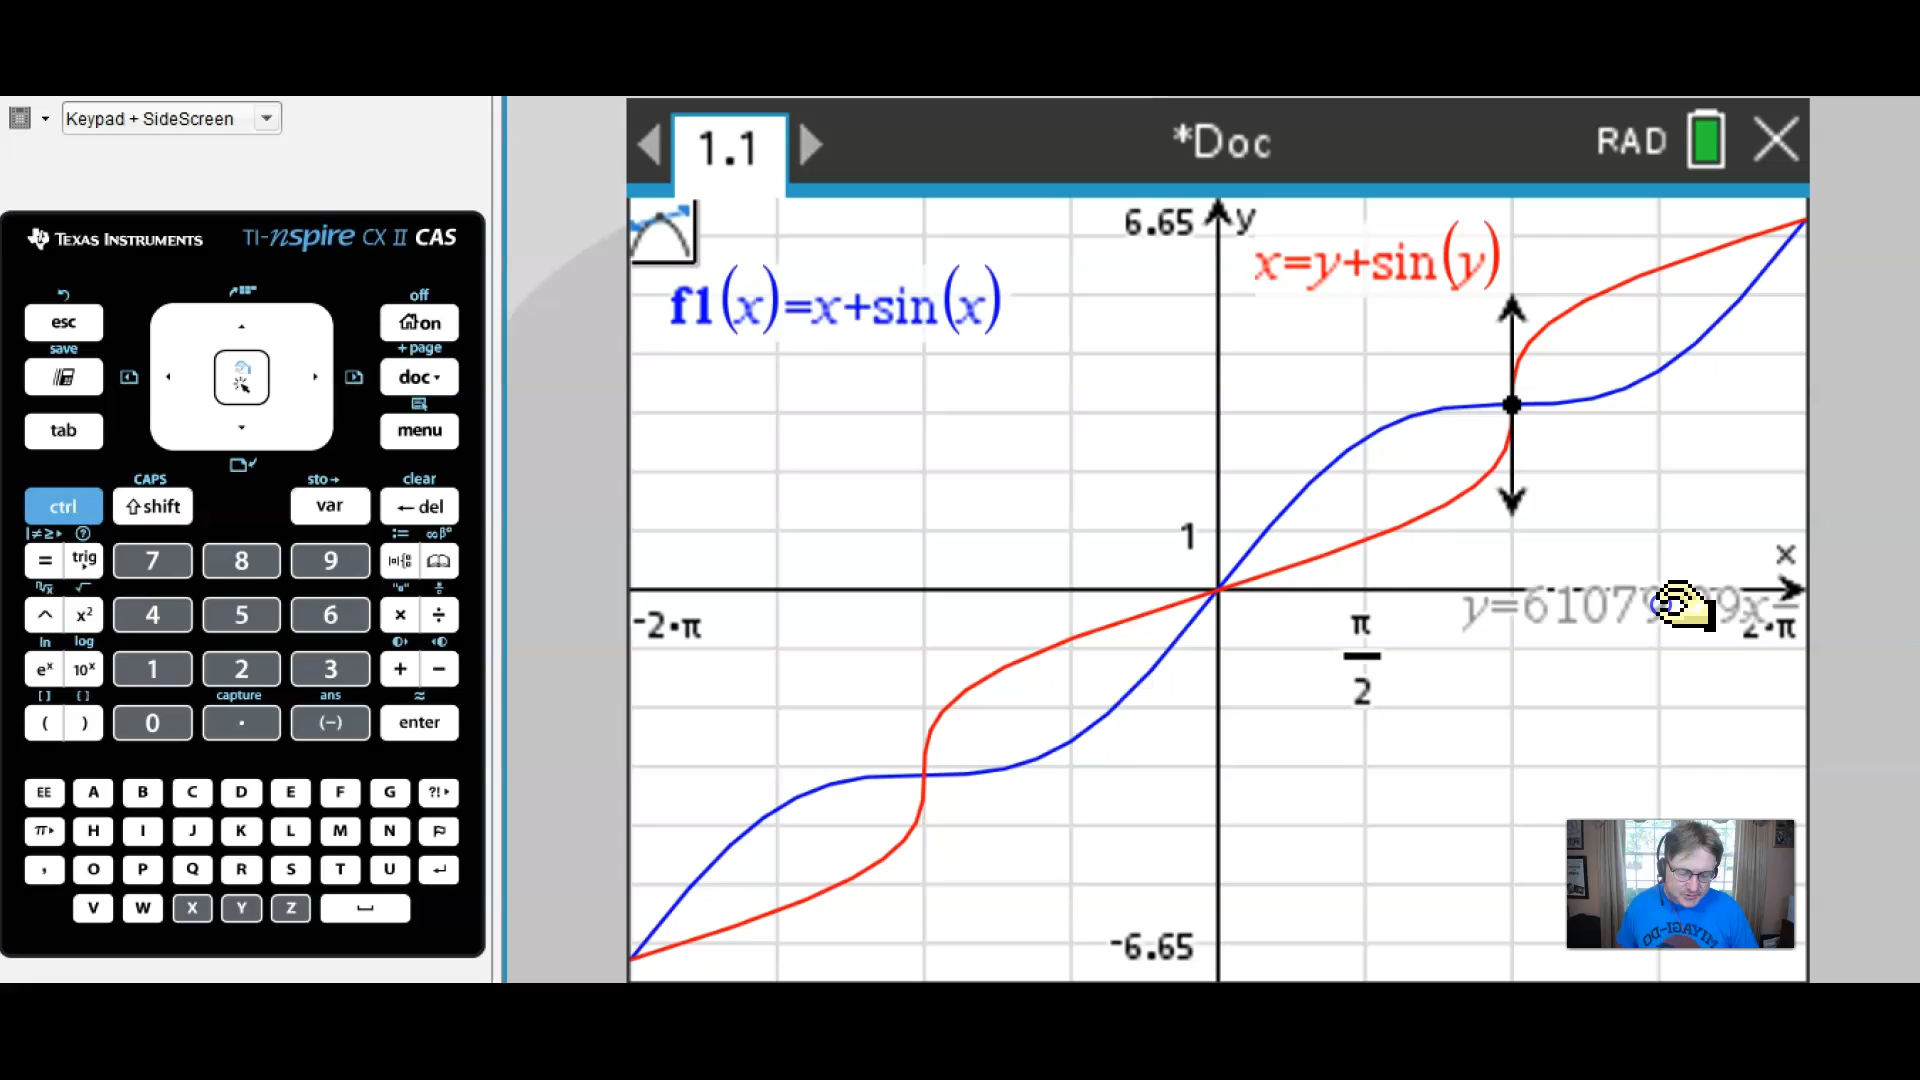 Keypad + SideScreen
1.1
*Doc
RAD
TEXAS INSTRUMENTS
TI-nspire CX II CAS
off
esc
on
save
+ page
doc
tab
menu
CAPS
sto→
clear
ctrl
⇧shift
var
← del
|≠≥▸
:=
∞β°
=
trig
7
8
9
|□|{
n√x
√
"□"
^
x²
4
5
6
×
÷
ln
log
eˣ
10ˣ
1
2
3
+
−
[ ]
{ }
capture
ans
≈
(
)
0
.
(−)
enter
EE
A
B
C
D
E
F
G
?!▸
π▸
H
I
J
K
L
M
N
,
O
P
Q
R
S
T
U
V
W
X
Y
Z
6.65
y
x=y+sin(y)
f1(x)=x+sin(x)
1
x
-2·π
π/2
2·π
-6.65
MIYAGI-DO